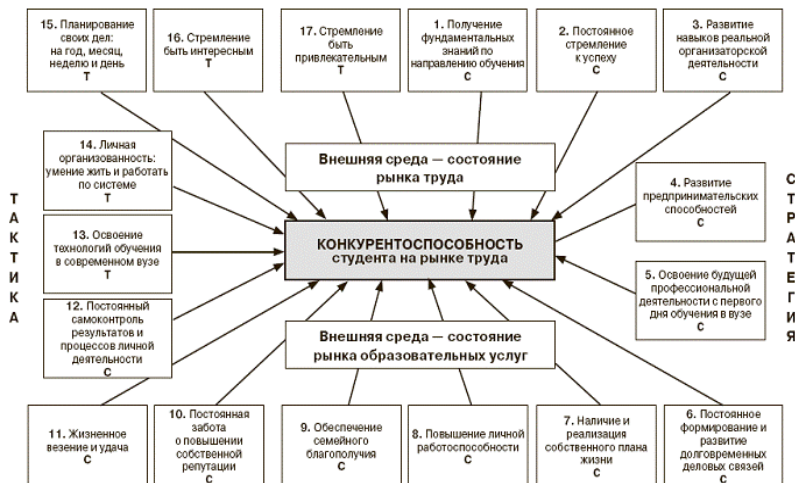 15. Планирование
своих дел:
на год, месяц,
неделю и день
Т
16. Стремление
быть интересным
Т
17. Стремление
быть
привлекательным
Т
1. Получение
фундаментальных
знаний по
направлению обучения
С
2. Постоянное
стремление
к успеху
С
3. Развитие
навыков реальной
организаторской
деятельности
С
14. Личная
организованность:
умение жить и работать
по системе
Т
Внешняя среда — состояние
рынка труда
4. Развитие
предпринимательских
способностей
С
ТАКТИКА
СТРАТЕГИЯ
13. Освоение
технологий обучения
в современном вузе
Т
КОНКУРЕНТОСПОСОБНОСТЬ
студента на рынке труда
5. Освоение будущей
профессиональной
деятельности с первого
дня обучения в вузе
С
12. Постоянный
самоконтроль
результатов и
процессов личной
деятельности
С
Внешняя среда — состояние
рынка образовательных услуг
11. Жизненное
везение и удача
С
10. Постоянная
забота
о повышении
собственной
репутации
С
9. Обеспечение
семейного
благополучия
С
8. Повышение личной
работоспособности
С
7. Наличие и
реализация
собственного плана
жизни
С
6. Постоянное
формирование и
развитие
долговременных
деловых связей
С